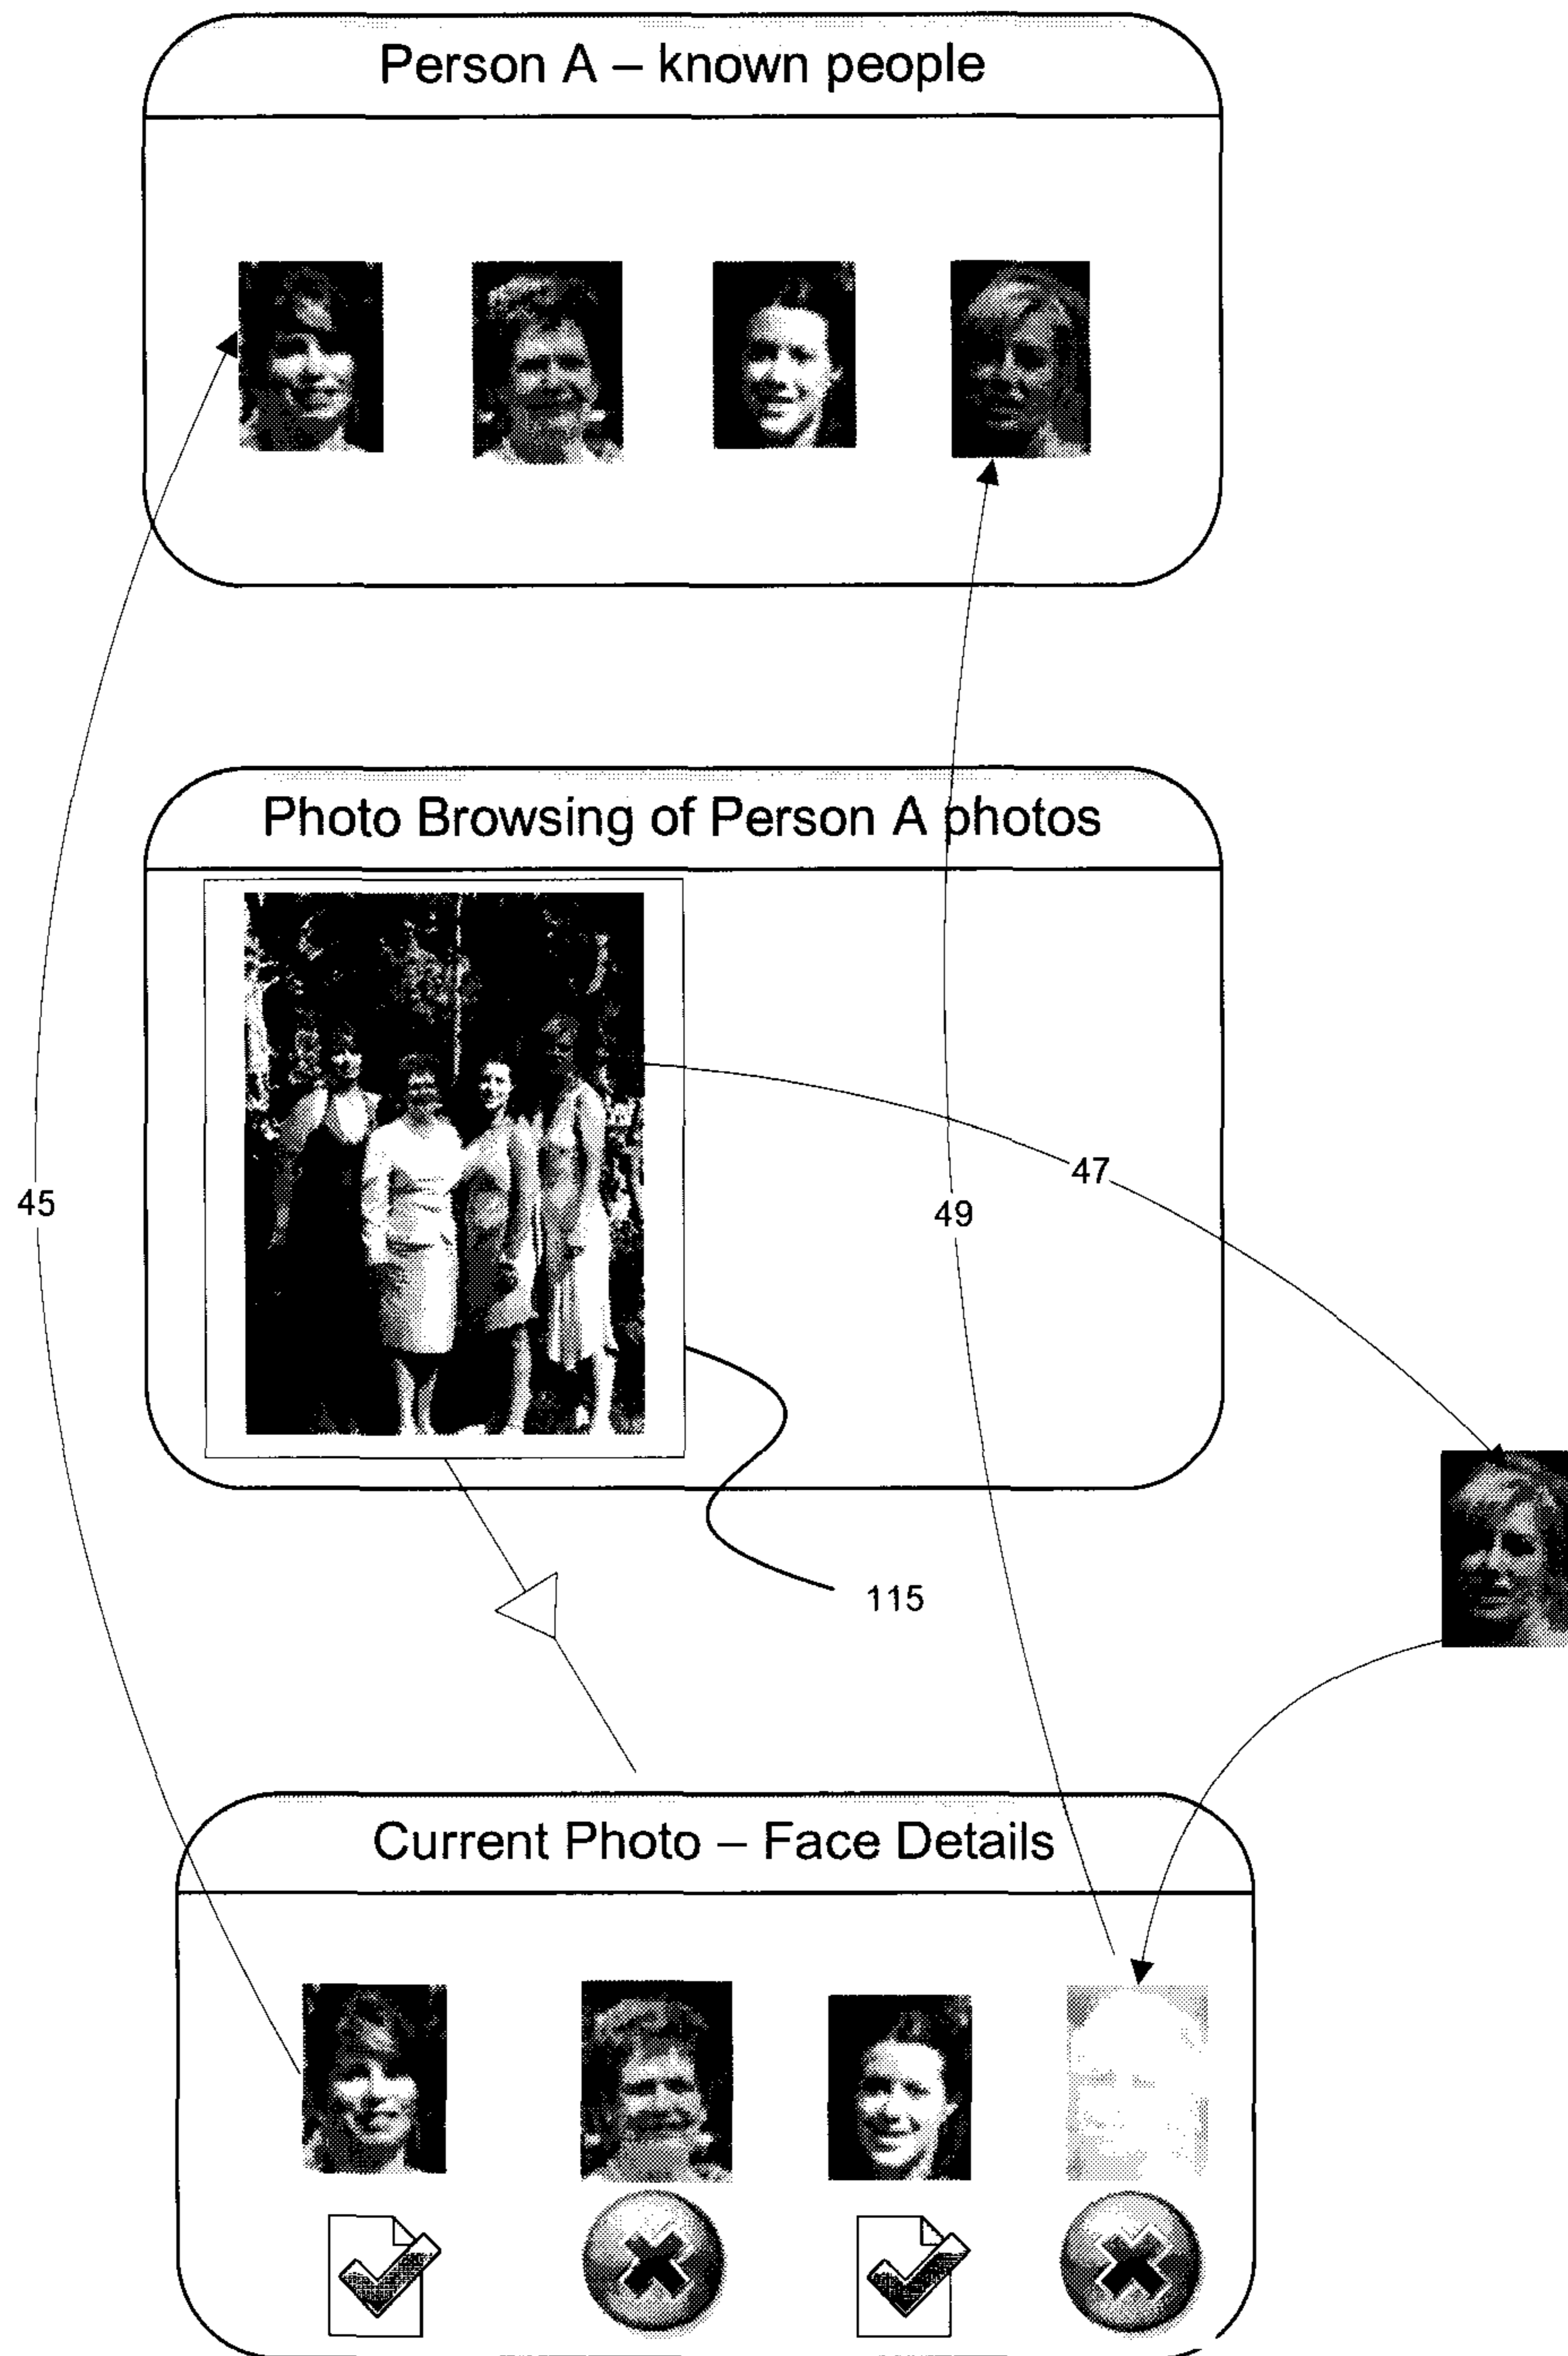 Person A – known people
Photo Browsing of Person A photos
47
45
49
115
Current Photo – Face Details